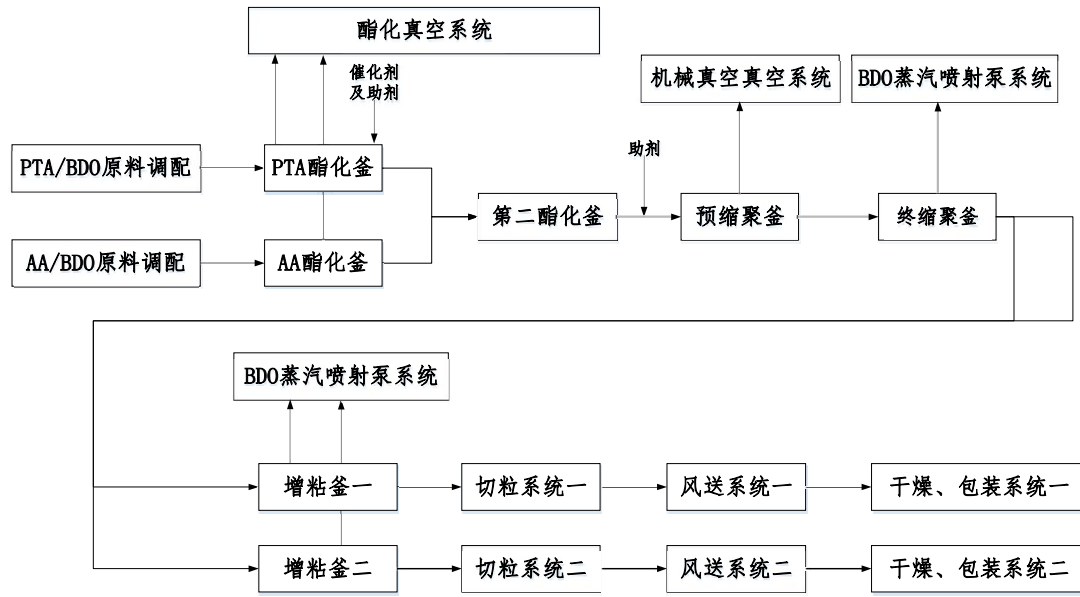 酯化真空系统
催化剂
及助剂
机械真空真空系统
BDO蒸汽喷射泵系统
PTA/BDO原料调配
PTA酯化釜
助剂
第二酯化釜
预缩聚釜
终缩聚釜
AA/BDO原料调配
AA酯化釜
BDO蒸汽喷射泵系统
增粘釜一
切粒系统一
风送系统一
干燥、包装系统一
增粘釜二
切粒系统二
风送系统二
干燥、包装系统二